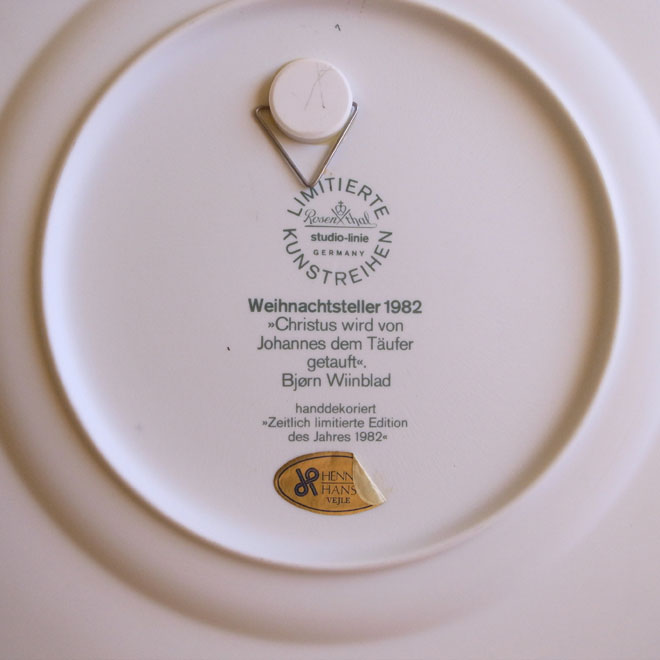 LIMITIERTE
Rosenthal
studio-linie
GERMANY
KUNSTREIHEN
Weihnachtsteller 1982
»Christus wird von
Johannes dem Täufer
getauft«.
Bjørn Wiinblad
handdekoriert
»Zeitlich limitierte Edition
des Jahres 1982«
HENN
HANS
VEJLE